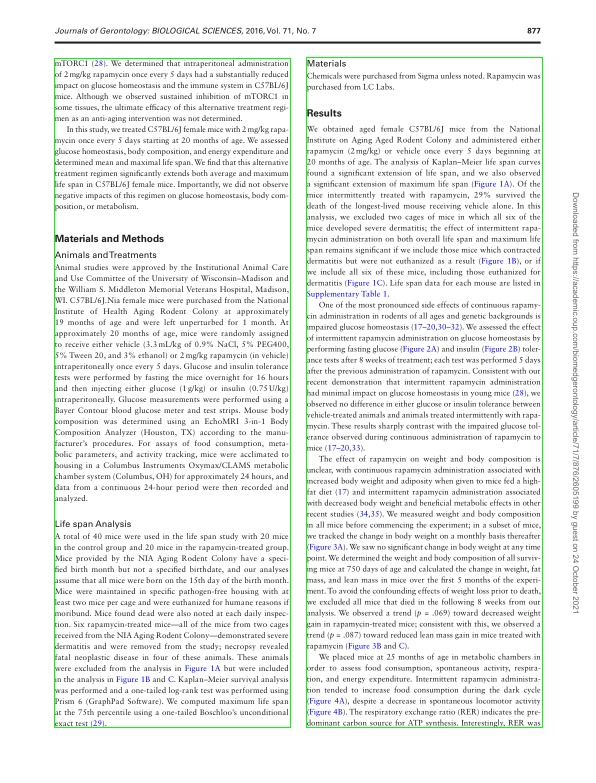 Journals of Gerontology: BIOLOGICAL SCIENCES, 2016, Vol. 71, No. 7
877
mTORC1 (28). We determined that intraperitoneal administration
of 2 mg/kg rapamycin once every 5 days had a substantially reduced
impact on glucose homeostasis and the immune system in C57BL/6J
mice. Although we observed sustained inhibition of mTORC1 in
some tissues, the ultimate efficacy of this alternative treatment regi-
men as an anti-aging intervention was not determined.
In this study, we treated C57BL/6J female mice with 2 mg/kg rapa-
mycin once every 5 days starting at 20 months of age. We assessed
glucose homeostasis, body composition, and energy expenditure and
determined mean and maximal life span. We find that this alternative
treatment regimen significantly extends both average and maximum
life span in C57BL/6J female mice. Importantly, we did not observe
negative impacts of this regimen on glucose homeostasis, body com-
position, or metabolism.
Materials and Methods
Animals and Treatments
Animal studies were approved by the Institutional Animal Care
and Use Committee of the University of Wisconsin–Madison and
the William S. Middleton Memorial Veterans Hospital, Madison,
WI. C57BL/6J.Nia female mice were purchased from the National
Institute of Health Aging Rodent Colony at approximately
19 months of age and were left unperturbed for 1 month. At
approximately 20 months of age, mice were randomly assigned
to receive either vehicle (3.3 mL/kg of 0.9% NaCl, 5% PEG400,
5% Tween 20, and 3% ethanol) or 2 mg/kg rapamycin (in vehicle)
intraperitoneally once every 5 days. Glucose and insulin tolerance
tests were performed by fasting the mice overnight for 16 hours
and then injecting either glucose (1 g/kg) or insulin (0.75 U/kg)
intraperitoneally. Glucose measurements were performed using a
Bayer Contour blood glucose meter and test strips. Mouse body
composition was determined using an EchoMRI 3-in-1 Body
Composition Analyzer (Houston, TX) according to the manu-
facturer's procedures. For assays of food consumption, meta-
bolic parameters, and activity tracking, mice were acclimated to
housing in a Columbus Instruments Oxymax/CLAMS metabolic
chamber system (Columbus, OH) for approximately 24 hours, and
data from a continuous 24-hour period were then recorded and
analyzed.
Life span Analysis
A total of 40 mice were used in the life span study with 20 mice
in the control group and 20 mice in the rapamycin-treated group.
Mice provided by the NIA Aging Rodent Colony have a speci-
fied birth month but not a specified birthdate, and our analyses
assume that all mice were born on the 15th day of the birth month.
Mice were maintained in specific pathogen-free housing with at
least two mice per cage and were euthanized for humane reasons if
moribund. Mice found dead were also noted at each daily inspec-
tion. Six rapamycin-treated mice—all of the mice from two cages
received from the NIA Aging Rodent Colony—demonstrated severe
dermatitis and were removed from the study; necropsy revealed
fatal neoplastic disease in four of these animals. These animals
were excluded from the analysis in Figure 1A but were included
in the analysis in Figure 1B and C. Kaplan–Meier survival analysis
was performed and a one-tailed log-rank test was performed using
Prism 6 (GraphPad Software). We computed maximum life span
at the 75th percentile using a one-tailed Boschloo's unconditional
exact test (29).
Materials
Chemicals were purchased from Sigma unless noted. Rapamycin was
purchased from LC Labs.
Results
We obtained aged female C57BL/6J mice from the National
Institute on Aging Aged Rodent Colony and administered either
rapamycin (2 mg/kg) or vehicle once every 5 days beginning at
20 months of age. The analysis of Kaplan–Meier life span curves
found a significant extension of life span, and we also observed
a significant extension of maximum life span (Figure 1A). Of the
mice intermittently treated with rapamycin, 29% survived the
death of the longest-lived mouse receiving vehicle alone. In this
analysis, we excluded two cages of mice in which all six of the
mice developed severe dermatitis; the effect of intermittent rapa-
mycin administration on both overall life span and maximum life
span remains significant if we include those mice which contracted
dermatitis but were not euthanized as a result (Figure 1B), or if
we include all six of these mice, including those euthanized for
dermatitis (Figure 1C). Life span data for each mouse are listed in
Supplementary Table 1.
One of the most pronounced side effects of continuous rapamy-
cin administration in rodents of all ages and genetic backgrounds is
impaired glucose homeostasis (17–20,30–32). We assessed the effect
of intermittent rapamycin administration on glucose homeostasis by
performing fasting glucose (Figure 2A) and insulin (Figure 2B) toler-
ance tests after 8 weeks of treatment; each test was performed 5 days
after the previous administration of rapamycin. Consistent with our
recent demonstration that intermittent rapamycin administration
had minimal impact on glucose homeostasis in young mice (28), we
observed no difference in either glucose or insulin tolerance between
vehicle-treated animals and animals treated intermittently with rapa-
mycin. These results sharply contrast with the impaired glucose tol-
erance observed during continuous administration of rapamycin to
mice (17–20,33).
The effect of rapamycin on weight and body composition is
unclear, with continuous rapamycin administration associated with
increased body weight and adiposity when given to mice fed a high-
fat diet (17) and intermittent rapamycin administration associated
with decreased body weight and beneficial metabolic effects in other
recent studies (34,35). We measured weight and body composition
in all mice before commencing the experiment; in a subset of mice,
we tracked the change in body weight on a monthly basis thereafter
(Figure 3A). We saw no significant change in body weight at any time
point. We determined the weight and body composition of all surviv-
ing mice at 750 days of age and calculated the change in weight, fat
mass, and lean mass in mice over the first 5 months of the experi-
ment. To avoid the confounding effects of weight loss prior to death,
we excluded all mice that died in the following 8 weeks from our
analysis. We observed a trend (p = .069) toward decreased weight
gain in rapamycin-treated mice; consistent with this, we observed a
trend (p = .087) toward reduced lean mass gain in mice treated with
rapamycin (Figure 3B and C).
We placed mice at 25 months of age in metabolic chambers in
order to assess food consumption, spontaneous activity, respira-
tion, and energy expenditure. Intermittent rapamycin administra-
tion tended to increase food consumption during the dark cycle
(Figure 4A), despite a decrease in spontaneous locomotor activity
(Figure 4B). The respiratory exchange ratio (RER) indicates the pre-
dominant carbon source for ATP synthesis. Interestingly, RER was
Downloaded from https://academic.oup.com/biomedgerontology/article/71/7/876/2605199 by guest on 24 October 2021